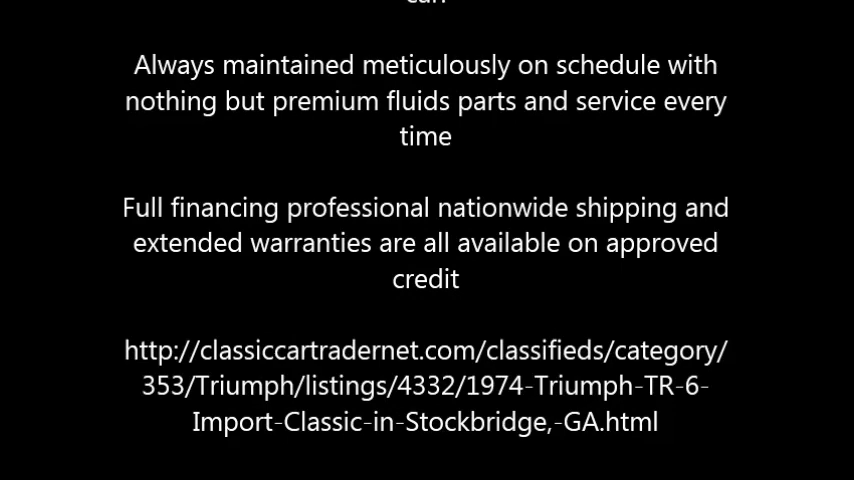 Always maintained meticulously on schedule with
nothing but premium fluids parts and service every
time
Full financing professional nationwide shipping and
extended warranties are all available on approved
credit
http://classiccartradernet.com/classifieds/category/
353/Triumph/listings/4332/1974-Triumph-TR-6-
Import-Classic-in-Stockbridge,-GA.html